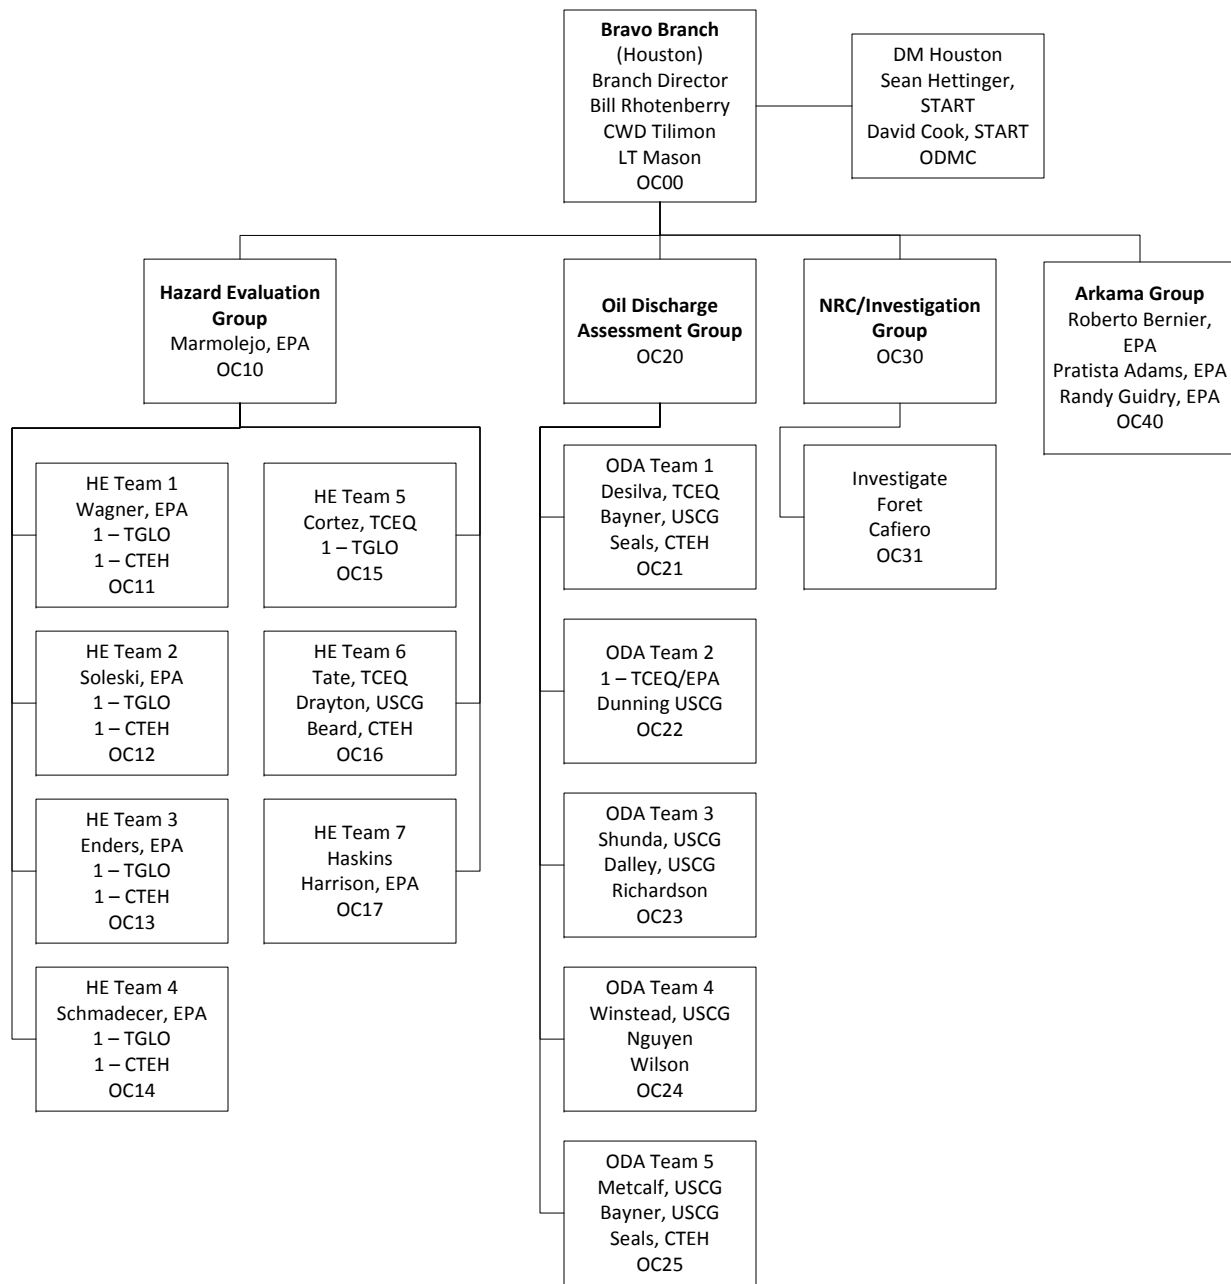 Bravo Branch
(Houston)
Branch Director
Bill Rhotenberry
CWD Tilimon
LT Mason
OC00
DM Houston
Sean Hettinger,
START
David Cook, START
ODMC
Hazard Evaluation
Group
Marmolejo, EPA
OC10
Oil Discharge
Assessment Group
OC20
NRC/Investigation
Group
OC30
Arkama Group
Roberto Bernier,
EPA
Pratista Adams, EPA
Randy Guidry, EPA
OC40
HE Team 1
Wagner, EPA
1 – TGLO
1 – CTEH
OC11
HE Team 2
Soleski, EPA
1 – TGLO
1 – CTEH
OC12
HE Team 3
Enders, EPA
1 – TGLO
1 – CTEH
OC13
HE Team 4
Schmadecer, EPA
1 – TGLO
1 – CTEH
OC14
HE Team 5
Cortez, TCEQ
1 – TGLO
OC15
HE Team 6
Tate, TCEQ
Drayton, USCG
Beard, CTEH
OC16
HE Team 7
Haskins
Harrison, EPA
OC17
ODA Team 1
Desilva, TCEQ
Bayner, USCG
Seals, CTEH
OC21
ODA Team 2
1 – TCEQ/EPA
Dunning USCG
OC22
ODA Team 3
Shunda, USCG
Dalley, USCG
Richardson
OC23
ODA Team 4
Winstead, USCG
Nguyen
Wilson
OC24
ODA Team 5
Metcalf, USCG
Bayner, USCG
Seals, CTEH
OC25
Investigate
Foret
Cafiero
OC31